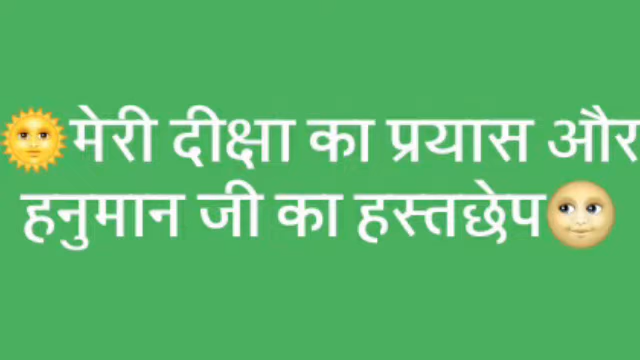 🌞मेरी दीक्षा का प्रयास और
हनुमान जी का हस्तछेप🌝